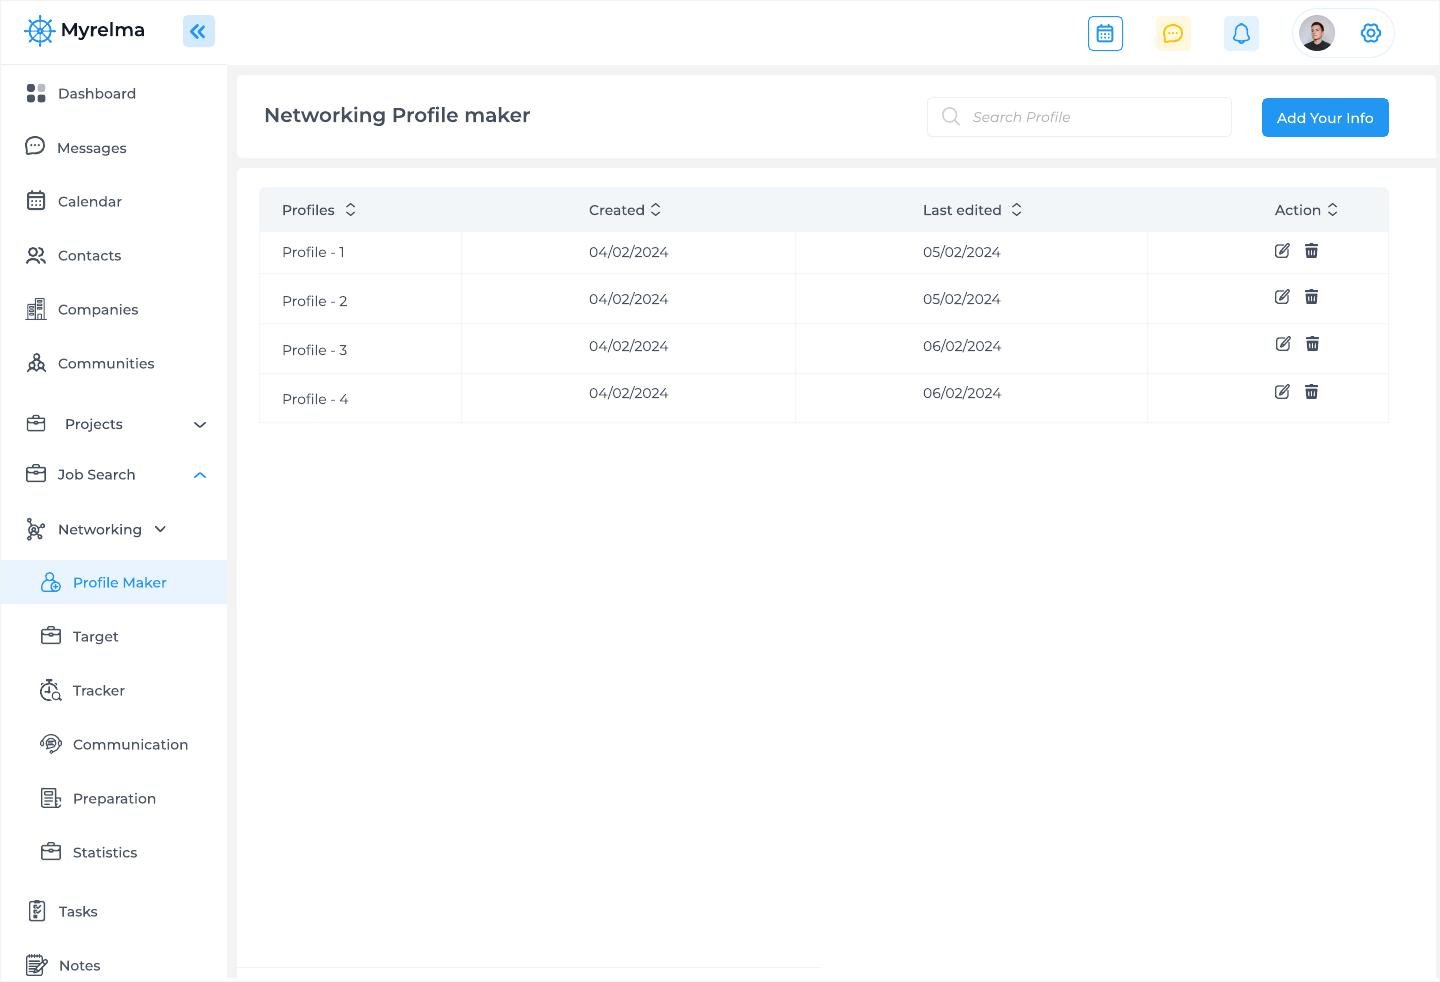 Myrelma
Dashboard
Messages
Calendar
Contacts
Companies
Communities
Projects
Job Search
Networking
Profile Maker
Target
Tracker
Communication
Preparation
Statistics
Tasks
Notes
Networking Profile maker
Search Profile
Add Your Info
Profiles Created Last edited Action
Profile - 1 04/02/2024 05/02/2024
Profile - 2 04/02/2024 05/02/2024
Profile - 3 04/02/2024 06/02/2024
Profile - 4 04/02/2024 06/02/2024